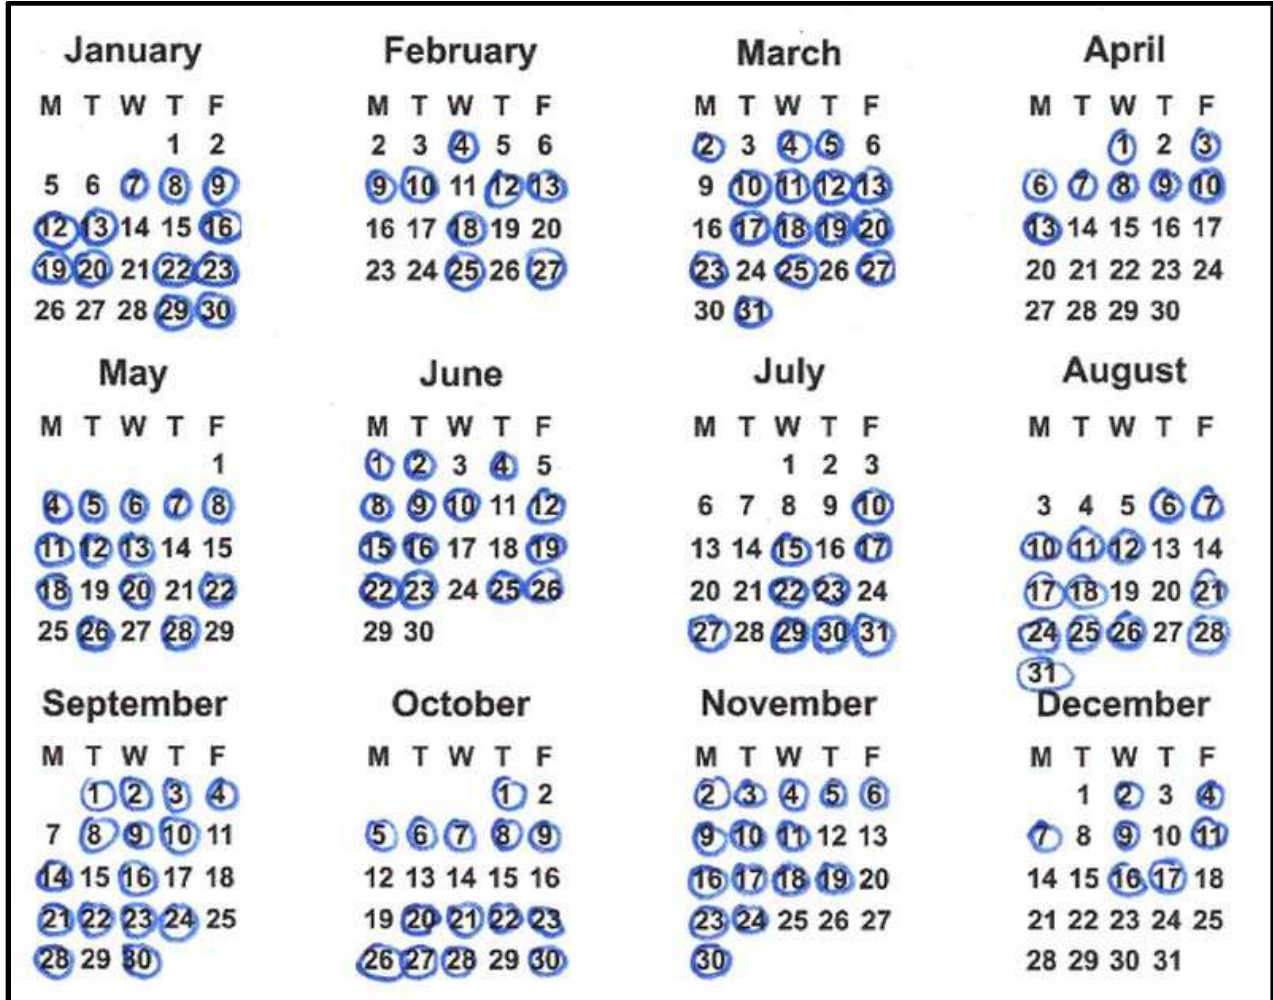 January
M T W T F
1 2
5 6 7 8 9
12 13 14 15 16
19 20 21 22 23
26 27 28 29 30
February
M T W T F
2 3 4 5 6
9 10 11 12 13
16 17 18 19 20
23 24 25 26 27
March
M T W T F
2 3 4 5 6
9 10 11 12 13
16 17 18 19 20
23 24 25 26 27
30 31
April
M T W T F
1 2 3
6 7 8 9 10
13 14 15 16 17
20 21 22 23 24
27 28 29 30
May
M T W T F
1
4 5 6 7 8
11 12 13 14 15
18 19 20 21 22
25 26 27 28 29
June
M T W T F
1 2 3 4 5
8 9 10 11 12
15 16 17 18 19
22 23 24 25 26
29 30
July
M T W T F
1 2 3
6 7 8 9 10
13 14 15 16 17
20 21 22 23 24
27 28 29 30 31
August
M T W T F
3 4 5 6 7
10 11 12 13 14
17 18 19 20 21
24 25 26 27 28
31
September
M T W T F
1 2 3 4
7 8 9 10 11
14 15 16 17 18
21 22 23 24 25
28 29 30
October
M T W T F
1 2
5 6 7 8 9
12 13 14 15 16
19 20 21 22 23
26 27 28 29 30
November
M T W T F
2 3 4 5 6
9 10 11 12 13
16 17 18 19 20
23 24 25 26 27
30
December
M T W T F
1 2 3 4
7 8 9 10 11
14 15 16 17 18
21 22 23 24 25
28 29 30 31